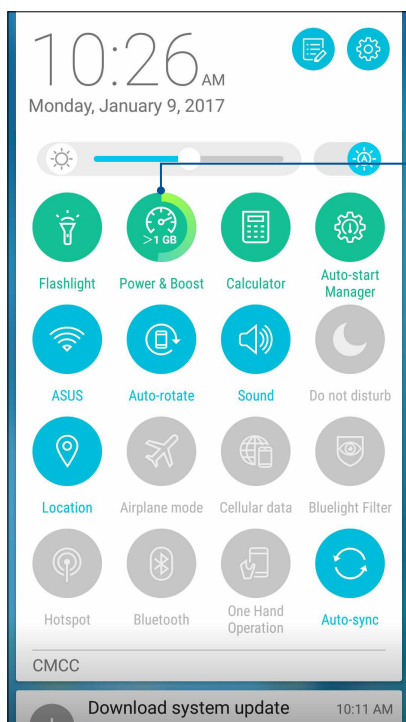 10:26 AM
Monday, January 9, 2017
A
>1 GB
Flashlight Power & Boost Calculator Auto-start Manager
ASUS Auto-rotate Sound Do not disturb
Location Airplane mode Cellular data Bluelight Filter
Hotspot Bluetooth One Hand Operation Auto-sync
CMCC
Download system update 10:11 AM